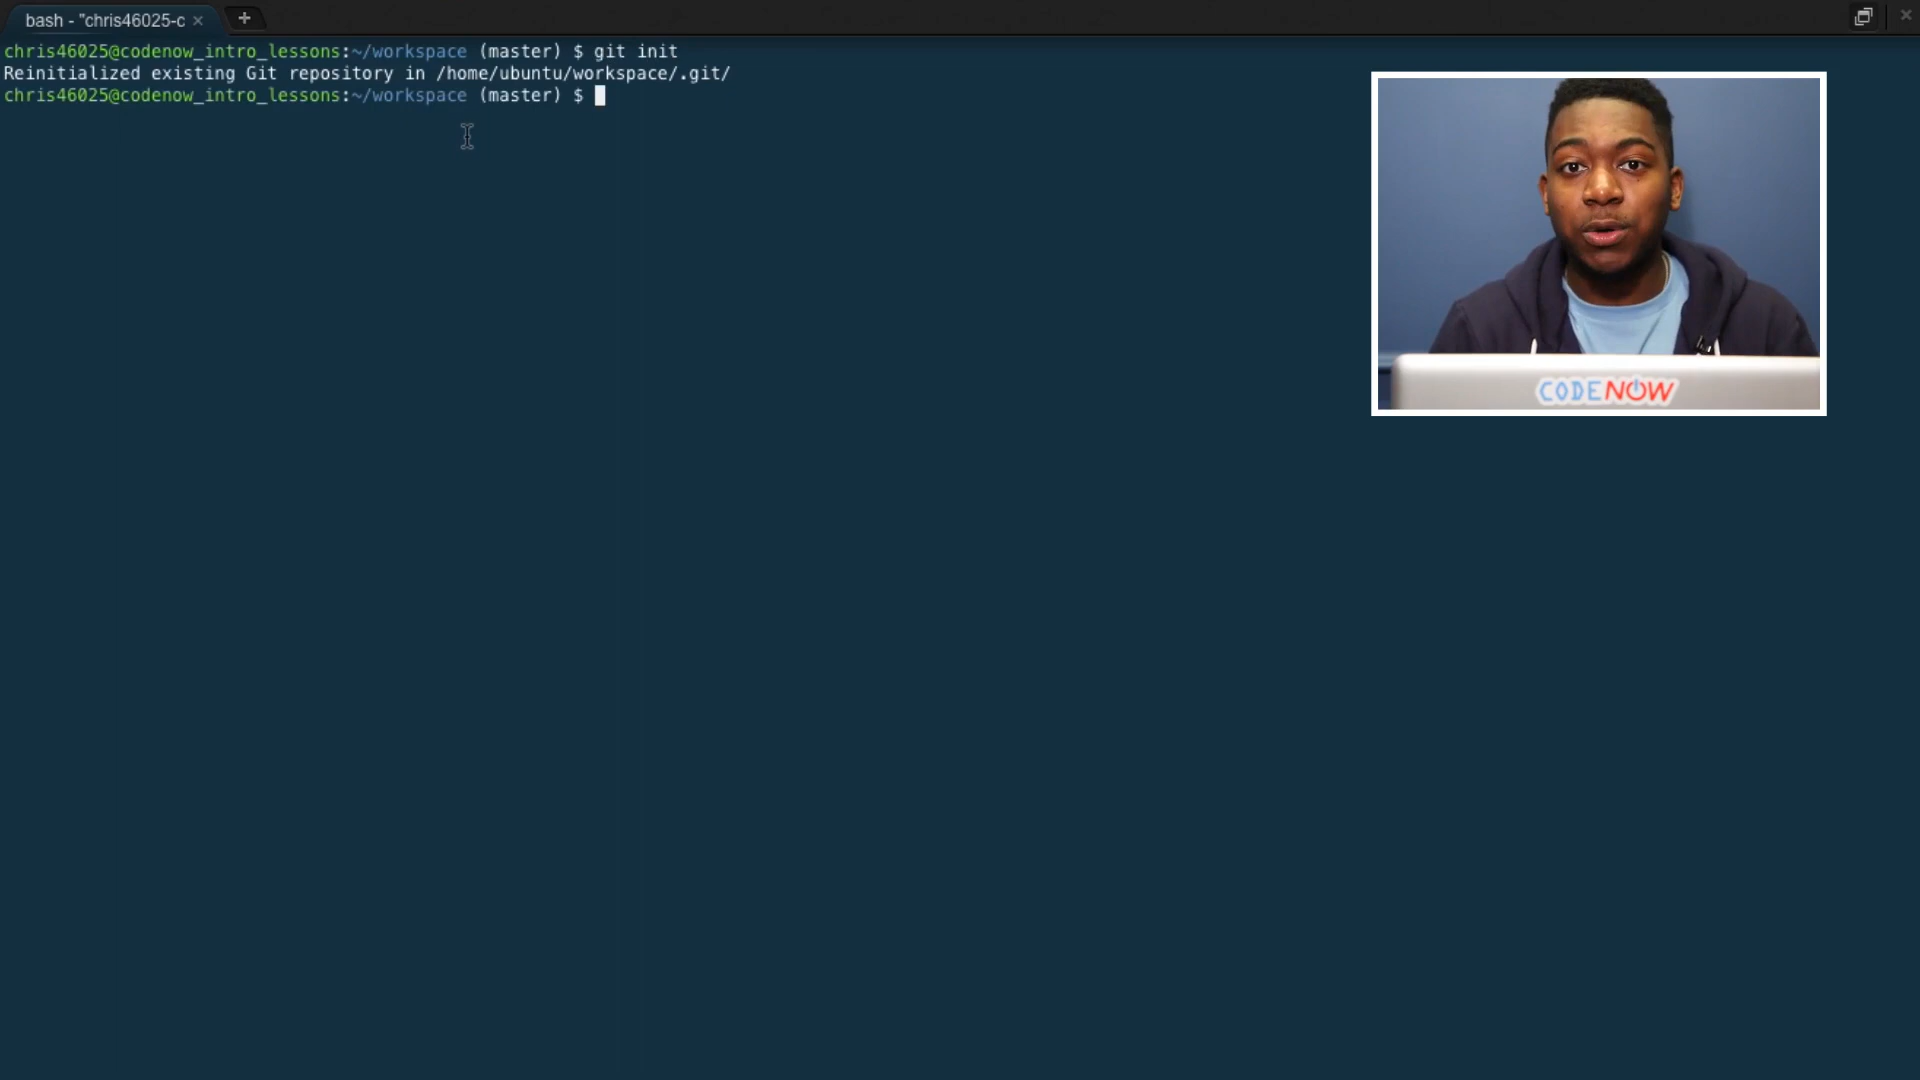 bash - "chris46025-c
chris46025@codenow_intro_lessons:~/workspace (master) $ git init
Reinitialized existing Git repository in /home/ubuntu/workspace/.git/
chris46025@codenow_intro_lessons:~/workspace (master) $
CODENOW